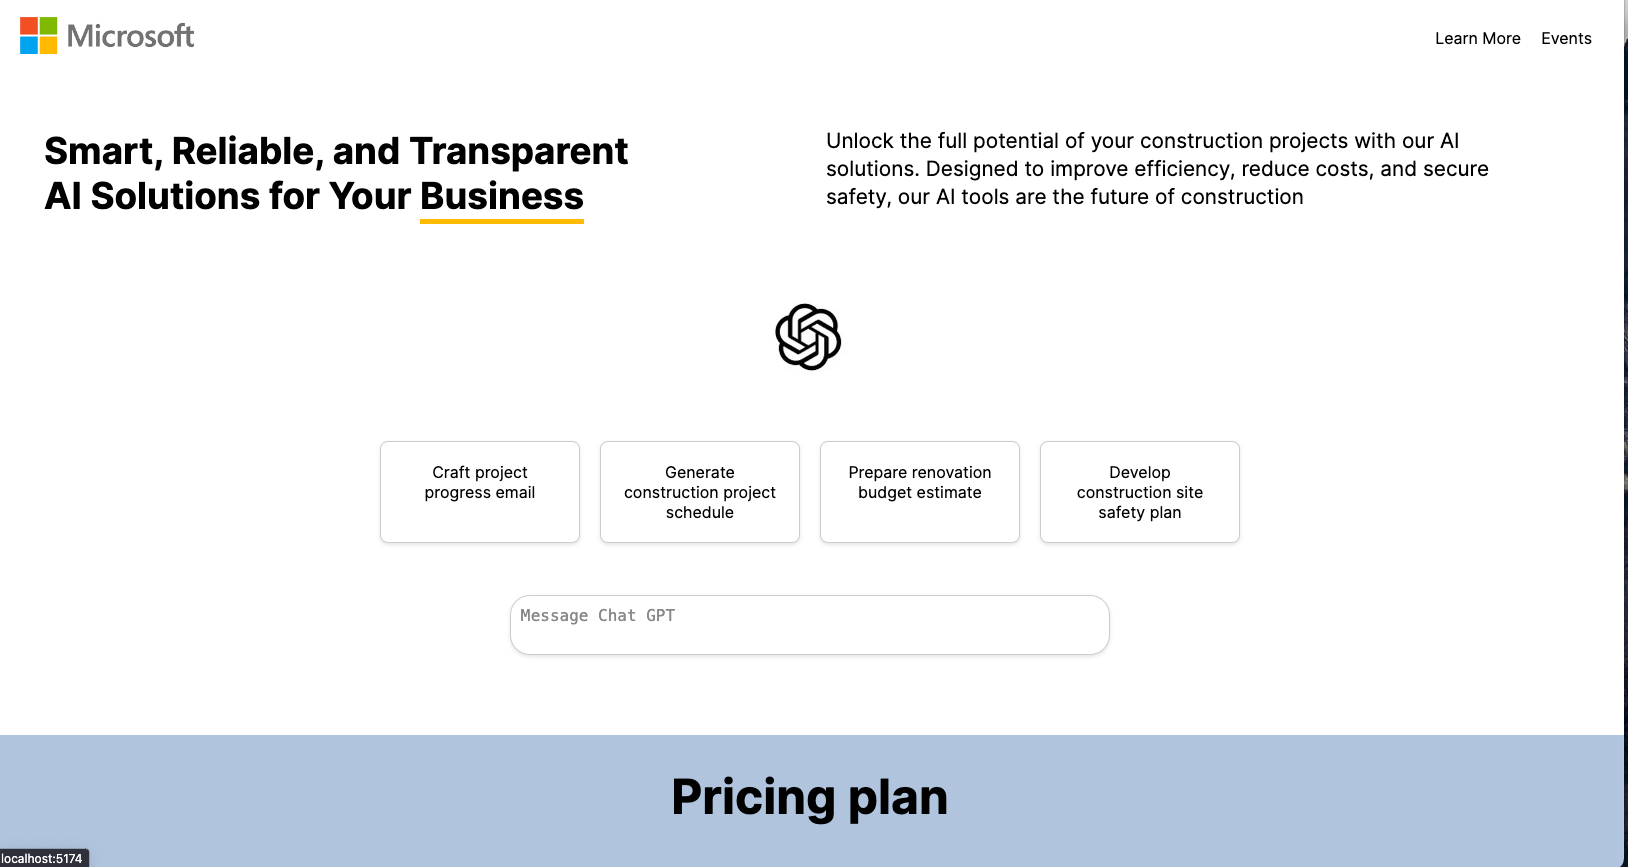 Microsoft
Learn More
Events
Smart, Reliable, and Transparent
AI Solutions for Your Business
Unlock the full potential of your construction projects with our AI
solutions. Designed to improve efficiency, reduce costs, and secure
safety, our AI tools are the future of construction
Craft project
progress email
Generate
construction project
schedule
Prepare renovation
budget estimate
Develop
construction site
safety plan
Message Chat GPT
Pricing plan
localhost:5174